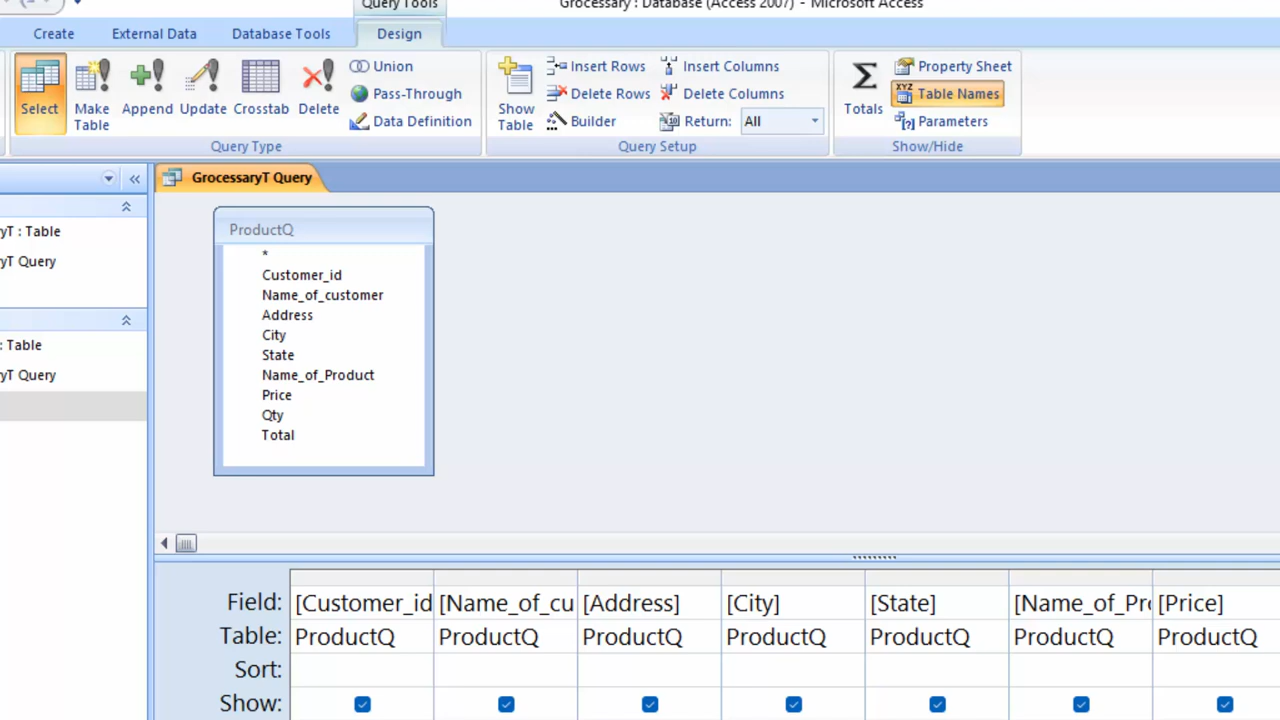 Query Tools
Grocessary : Database (Access 2007) - Microsoft Access
Create External Data Database Tools Design
Select
Make Table
Append
Update
Crosstab
Delete
Union
Pass-Through
Data Definition
Query Type
Show Table
Insert Rows
Delete Rows
Builder
Insert Columns
Delete Columns
Return: All
Query Setup
Totals
Property Sheet
Table Names
Parameters
Show/Hide
yT : Table
yT Query
: Table
yT Query
GrocessaryT Query
ProductQ
*
Customer_id
Name_of_customer
Address
City
State
Name_of_Product
Price
Qty
Total
Field: [Customer_id [Name_of_cu [Address] [City] [State] [Name_of_Pr [Price]
Table: ProductQ ProductQ ProductQ ProductQ ProductQ ProductQ ProductQ
Sort:
Show: